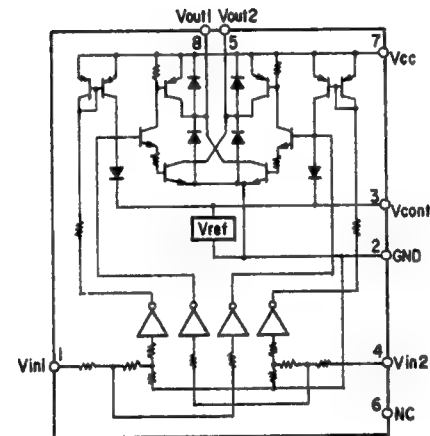 Vout1 Vout2
8 5
7
Vcc
3
Vcont
Vref
2
GND
1
Vin1
4
Vin2
6
NC